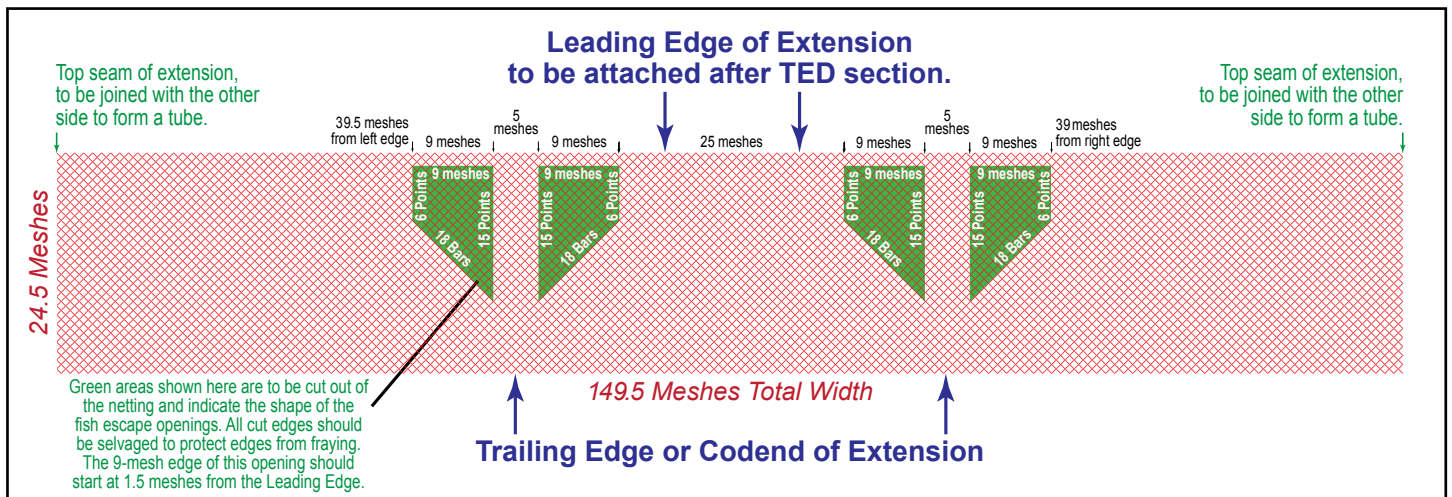 Leading Edge of Extension
to be attached after TED section.
Top seam of extension,
to be joined with the other
side to form a tube.
Top seam of extension,
to be joined with the other
side to form a tube.
39.5 meshes
from left edge
9 meshes
5
meshes
9 meshes
25 meshes
9 meshes
5
meshes
9 meshes
39 meshes
from right edge
9 meshes
6 Points
15 Points
18 Bars
9 meshes
15 Points
6 Points
18 Bars
9 meshes
6 Points
15 Points
18 Bars
9 meshes
15 Points
6 Points
18 Bars
24.5 Meshes
149.5 Meshes Total Width
Green areas shown here are to be cut out of
the netting and indicate the shape of the
fish escape openings. All cut edges should
be selvaged to protect edges from fraying.
The 9-mesh edge of this opening should
start at 1.5 meshes from the Leading Edge.
Trailing Edge or Codend of Extension